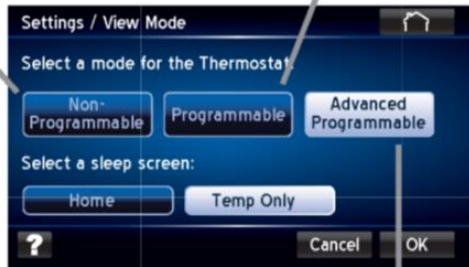 Settings / View Mode
Select a mode for the Thermostat
Non-
Programmable
Programmable
Advanced
Programmable
Select a sleep screen:
Home
Temp Only
?
Cancel
OK